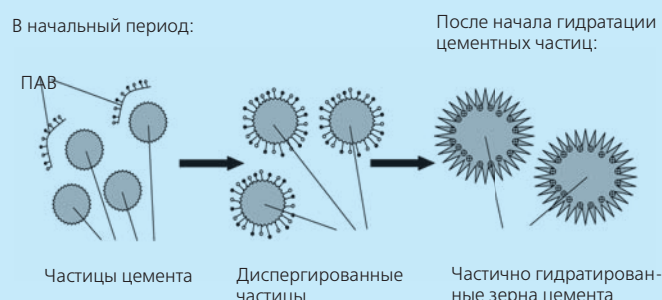 В начальный период:
После начала гидратации
цементных частиц:
ПАВ
Частицы цемента
Диспергированные
частицы
Частично гидратирован-
ные зерна цемента